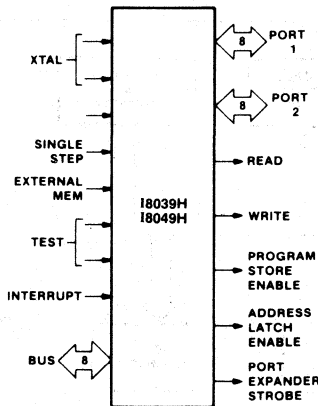 XTAL
SINGLE
STEP
EXTERNAL
MEM
TEST
INTERRUPT
BUS
8
I8039H
I8049H
8
PORT
1
8
PORT
2
READ
WRITE
PROGRAM
STORE
ENABLE
ADDRESS
LATCH
ENABLE
PORT
EXPANDER
STROBE